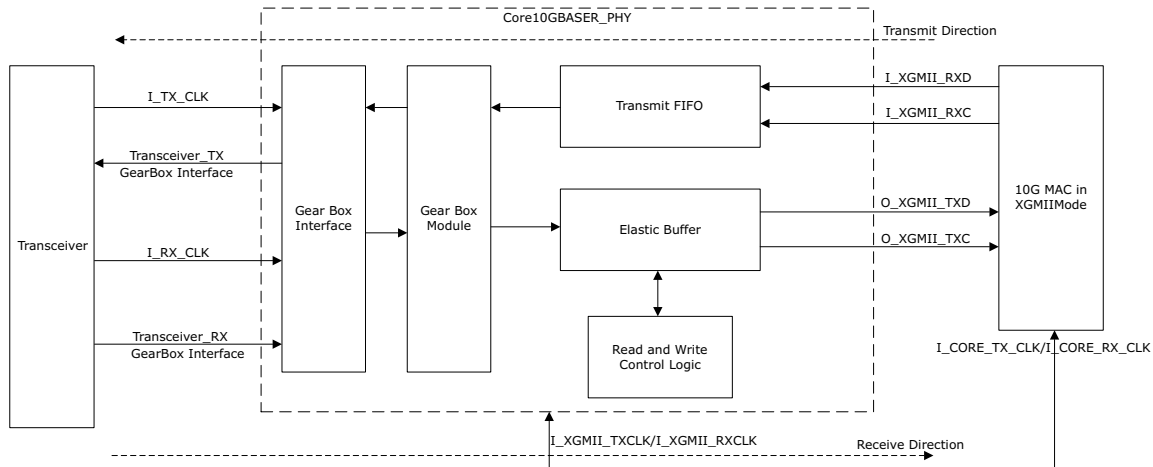 Core10GBASER_PHY
Transmit Direction
I_TX_CLK
Transceiver_TX
GearBox Interface
Transceiver
I_RX_CLK
Transceiver_RX
GearBox Interface
Gear Box
Interface
Gear Box
Module
Transmit FIFO
Elastic Buffer
Read and Write
Control Logic
I_XGMII_RXD
I_XGMII_RXC
O_XGMII_TXD
O_XGMII_TXC
10G MAC in
XGMIIMode
I_CORE_TX_CLK/I_CORE_RX_CLK
I_XGMII_TXCLK/I_XGMII_RXCLK
Receive Direction